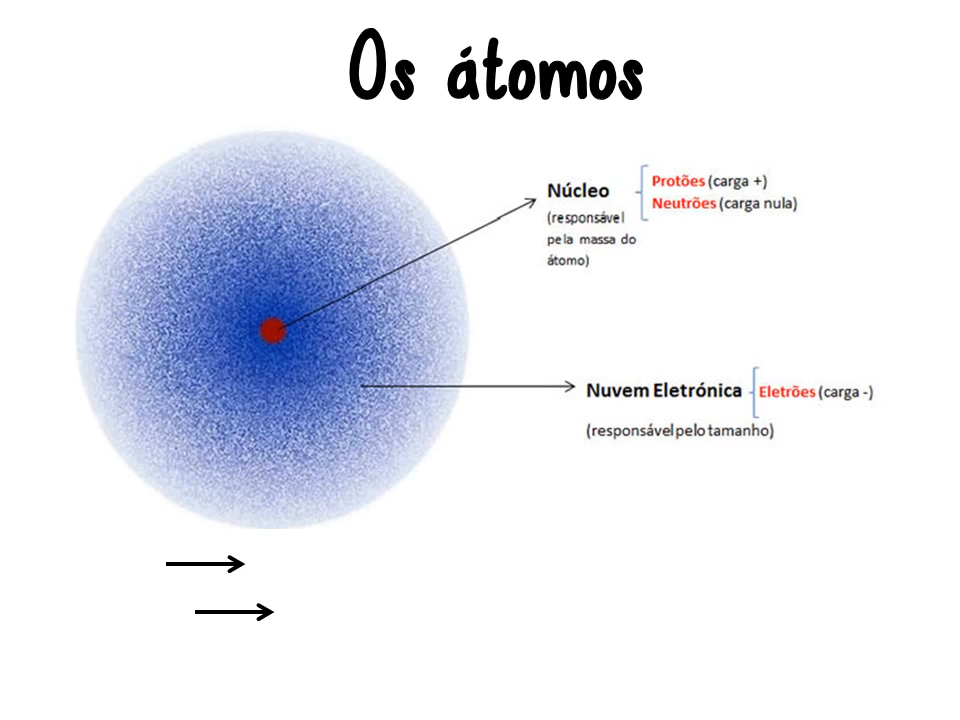 Os átomos
Núcleo
(responsável
pela massa do
átomo)
Protões (carga +)
Neutrões (carga nula)
Nuvem Eletrónica
(responsável pelo tamanho)
Eletrões (carga -)